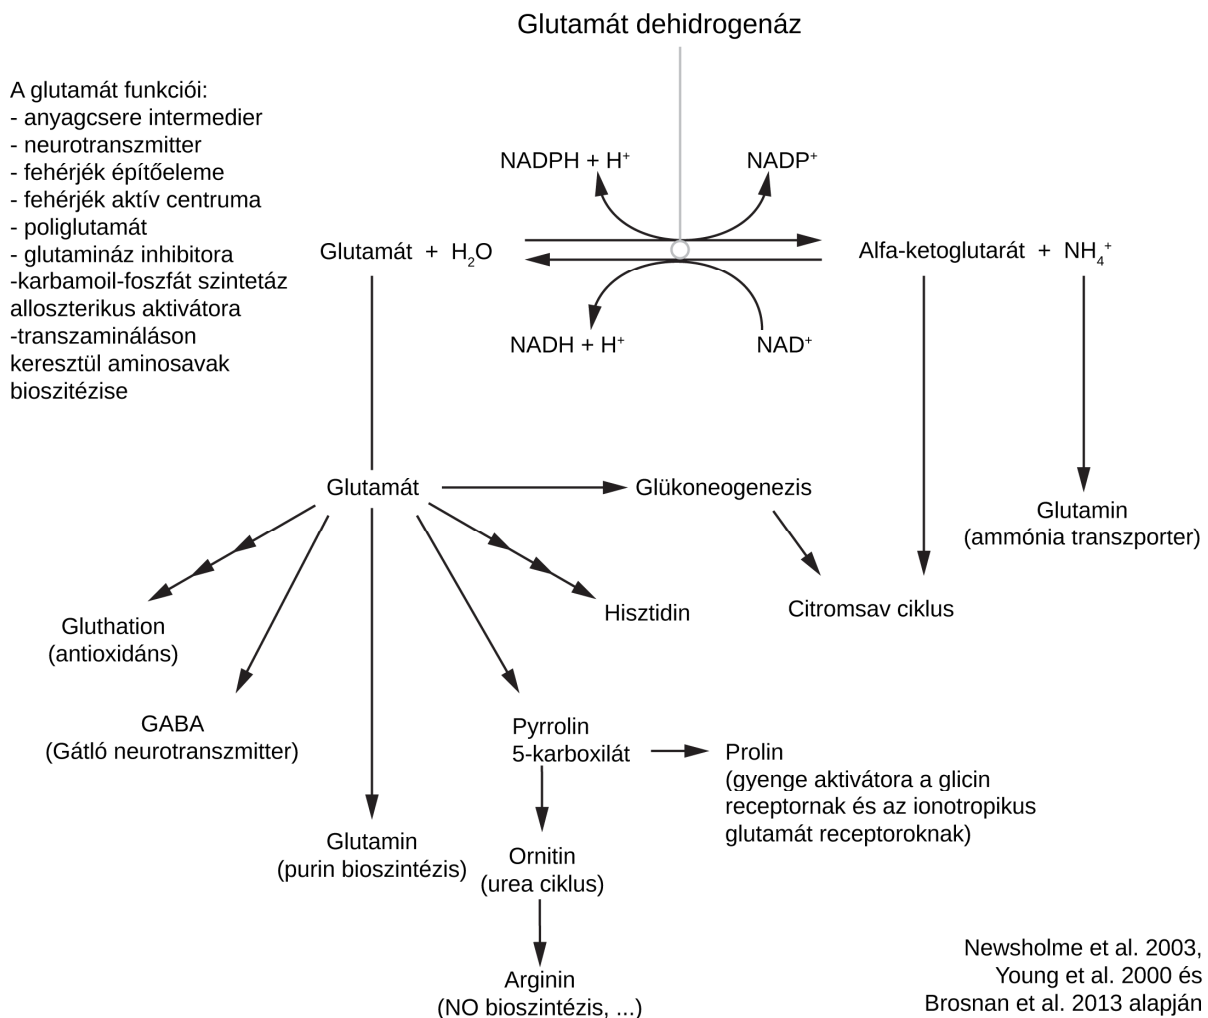 Glutamát dehidrogenáz
A glutamát funkciói:
- anyagcsere intermedier
- neurotranszmitter
- fehérjék építőeleme
- fehérjék aktív centruma
- poliglutamát
- glutamináz inhibitora
-karbamoil-foszfát szintetáz
alloszterikus aktivátora
-transzamináláson
keresztül aminosavak
bioszitézise
NADPH + H⁺
NADP⁺
Glutamát + H₂O
Alfa-ketoglutarát + NH₄⁺
NADH + H⁺
NAD⁺
Glutamát
Glükoneogenezis
Glutamin
(ammónia transzporter)
Citromsav ciklus
Hisztidin
Gluthation
(antioxidáns)
GABA
(Gátló neurotranszmitter)
Pyrrolin
5-karboxilát
Prolin
(gyenge aktivátora a glicin
receptornak és az ionotropikus
glutamát receptoroknak)
Glutamin
(purin bioszintézis)
Ornitin
(urea ciklus)
Arginin
(NO bioszintézis, ...)
Newsholme et al. 2003,
Young et al. 2000 és
Brosnan et al. 2013 alapján